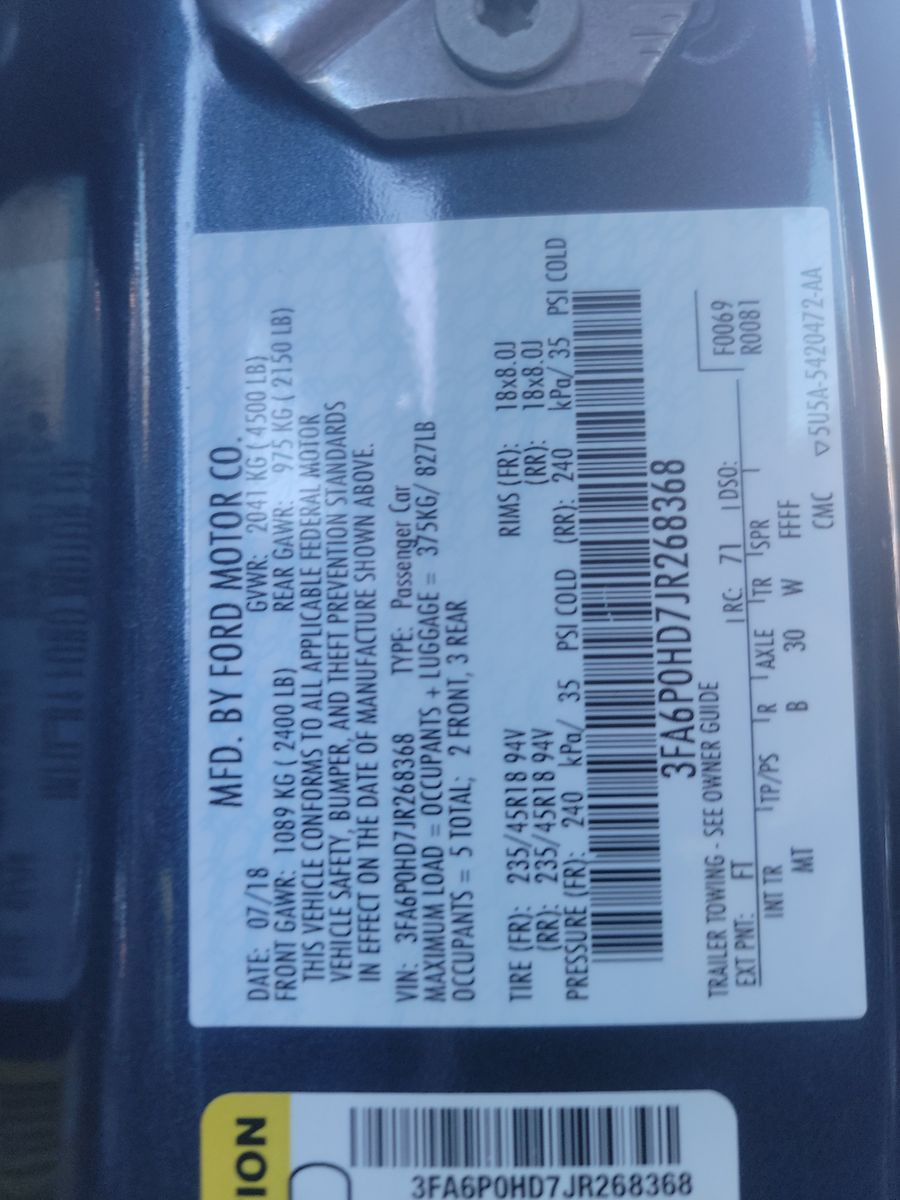 MFD. BY FORD MOTOR CO.
DATE: 07/18 GVWR: 2041 KG ( 4500 LB)
FRONT GAWR: 1089 KG ( 2400 LB) REAR GAWR: 975 KG ( 2150 LB)
THIS VEHICLE CONFORMS TO ALL APPLICABLE FEDERAL MOTOR
VEHICLE SAFETY, BUMPER, AND THEFT PREVENTION STANDARDS
IN EFFECT ON THE DATE OF MANUFACTURE SHOWN ABOVE.
VIN: 3FA6P0HD7JR268368 TYPE: Passenger Car
MAXIMUM LOAD = OCCUPANTS + LUGGAGE = 375KG/ 827LB
OCCUPANTS = 5 TOTAL; 2 FRONT, 3 REAR
TIRE (FR): 235/45R18 94V RIMS (FR): 18x8.0J
(RR): 235/45R18 94V (RR): 18x8.0J
PRESSURE (FR): 240 kPa/ 35 PSI COLD (RR): 240 kPa/ 35 PSI COLD
3FA6P0HD7JR268368
TRAILER TOWING - SEE OWNER GUIDE
EXT PNT: FT RC: 71 DSO: F0069
R0081
INT TR TP/PS R AXLE TR SPR
MT B 30 W FFFF
CMC ▽5U5A-5420472-AA
ION
3FA6P0HD7JR268368